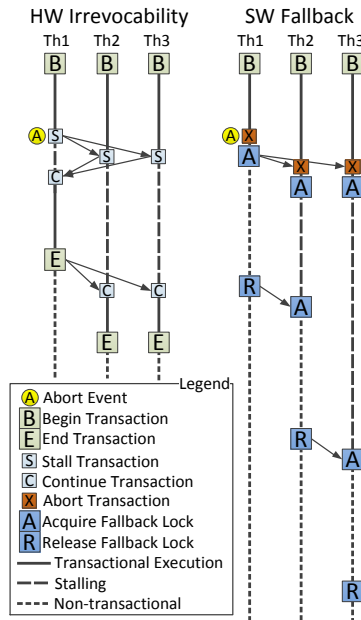 HW Irrevocability SW Fallback
Th1 Th2 Th3 Th1 Th2 Th3
B B B B B B
A S A X
S S A X X
C A A
E R
C C A
E E
Legend
A Abort Event
B Begin Transaction
E End Transaction
S Stall Transaction
C Continue Transaction
X Abort Transaction
A Acquire Fallback Lock
R Release Fallback Lock
Transactional Execution
Stalling
Non-transactional
R A
R